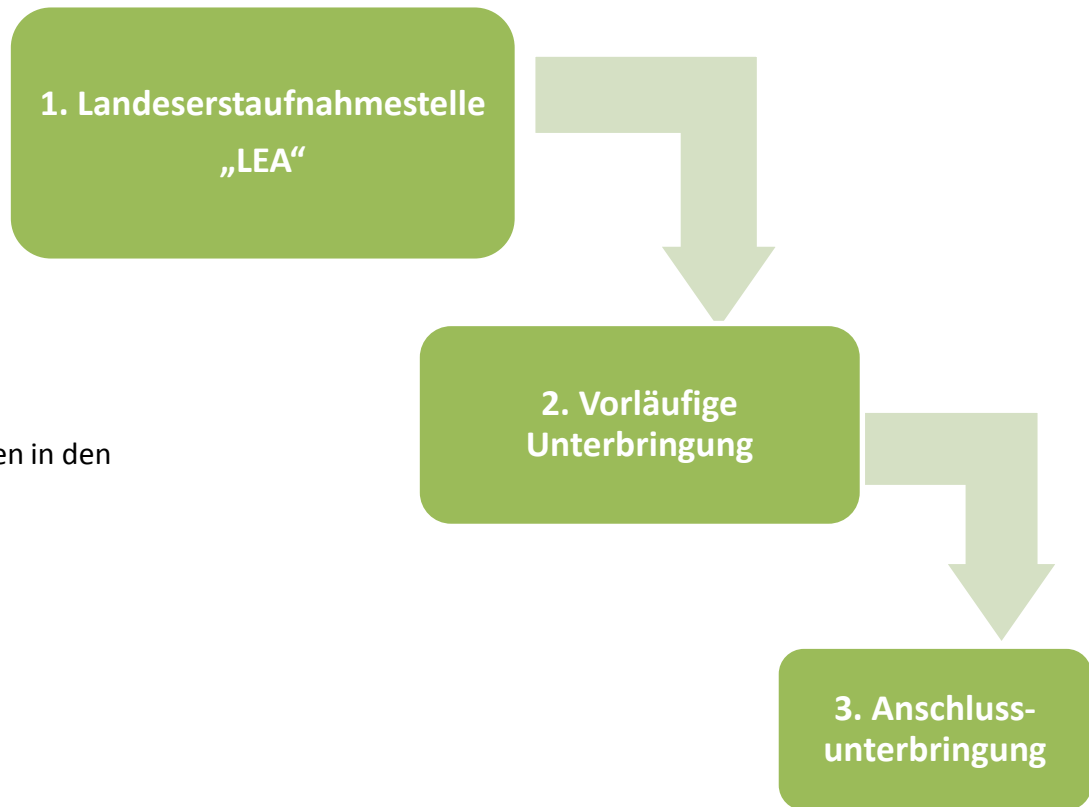 1. Landeserstaufnahmestelle
„LEA“
2. Vorläufige
Unterbringung
en in den
3. Anschluss-
unterbringung